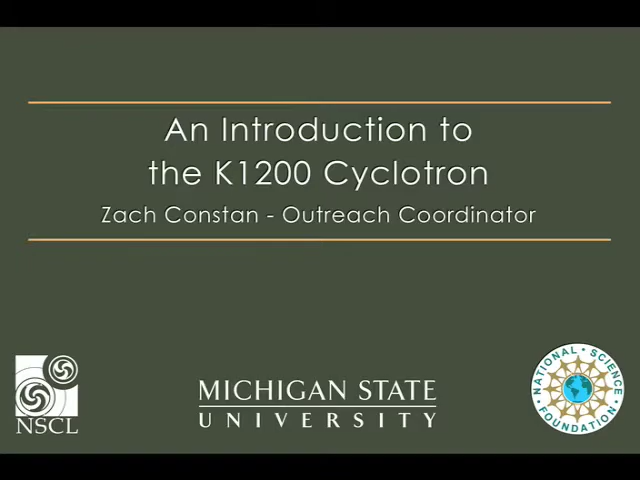 An Introduction to
the K1200 Cyclotron
Zach Constan - Outreach Coordinator
NSCL
MICHIGAN STATE
UNIVERSITY
NATIONAL • SCIENCE • FOUNDATION •